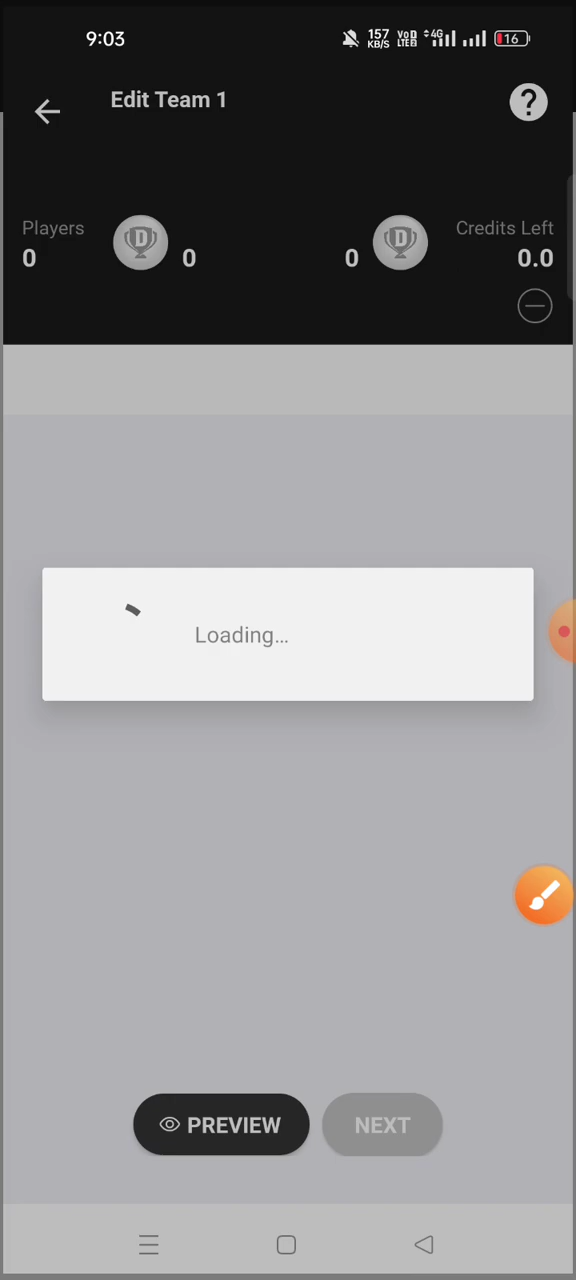 9:03 157 KB/S VoD LTE2 4G 16
Edit Team 1 ?
Players Credits Left
0 D 0 0 D 0.0
Loading...
PREVIEW NEXT